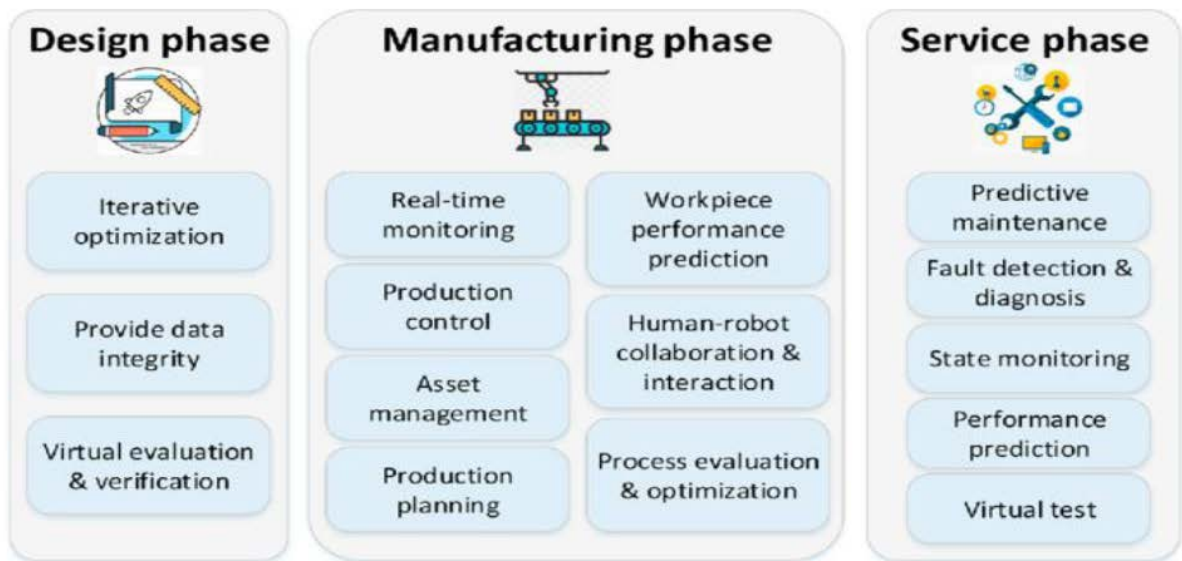 Design phase
Iterative
optimization
Provide data
integrity
Virtual evaluation
& verification
Manufacturing phase
Real-time
monitoring
Production
control
Asset
management
Production
planning
Workpiece
performance
prediction
Human-robot
collaboration &
interaction
Process evaluation
& optimization
Service phase
Predictive
maintenance
Fault detection &
diagnosis
State monitoring
Performance
prediction
Virtual test